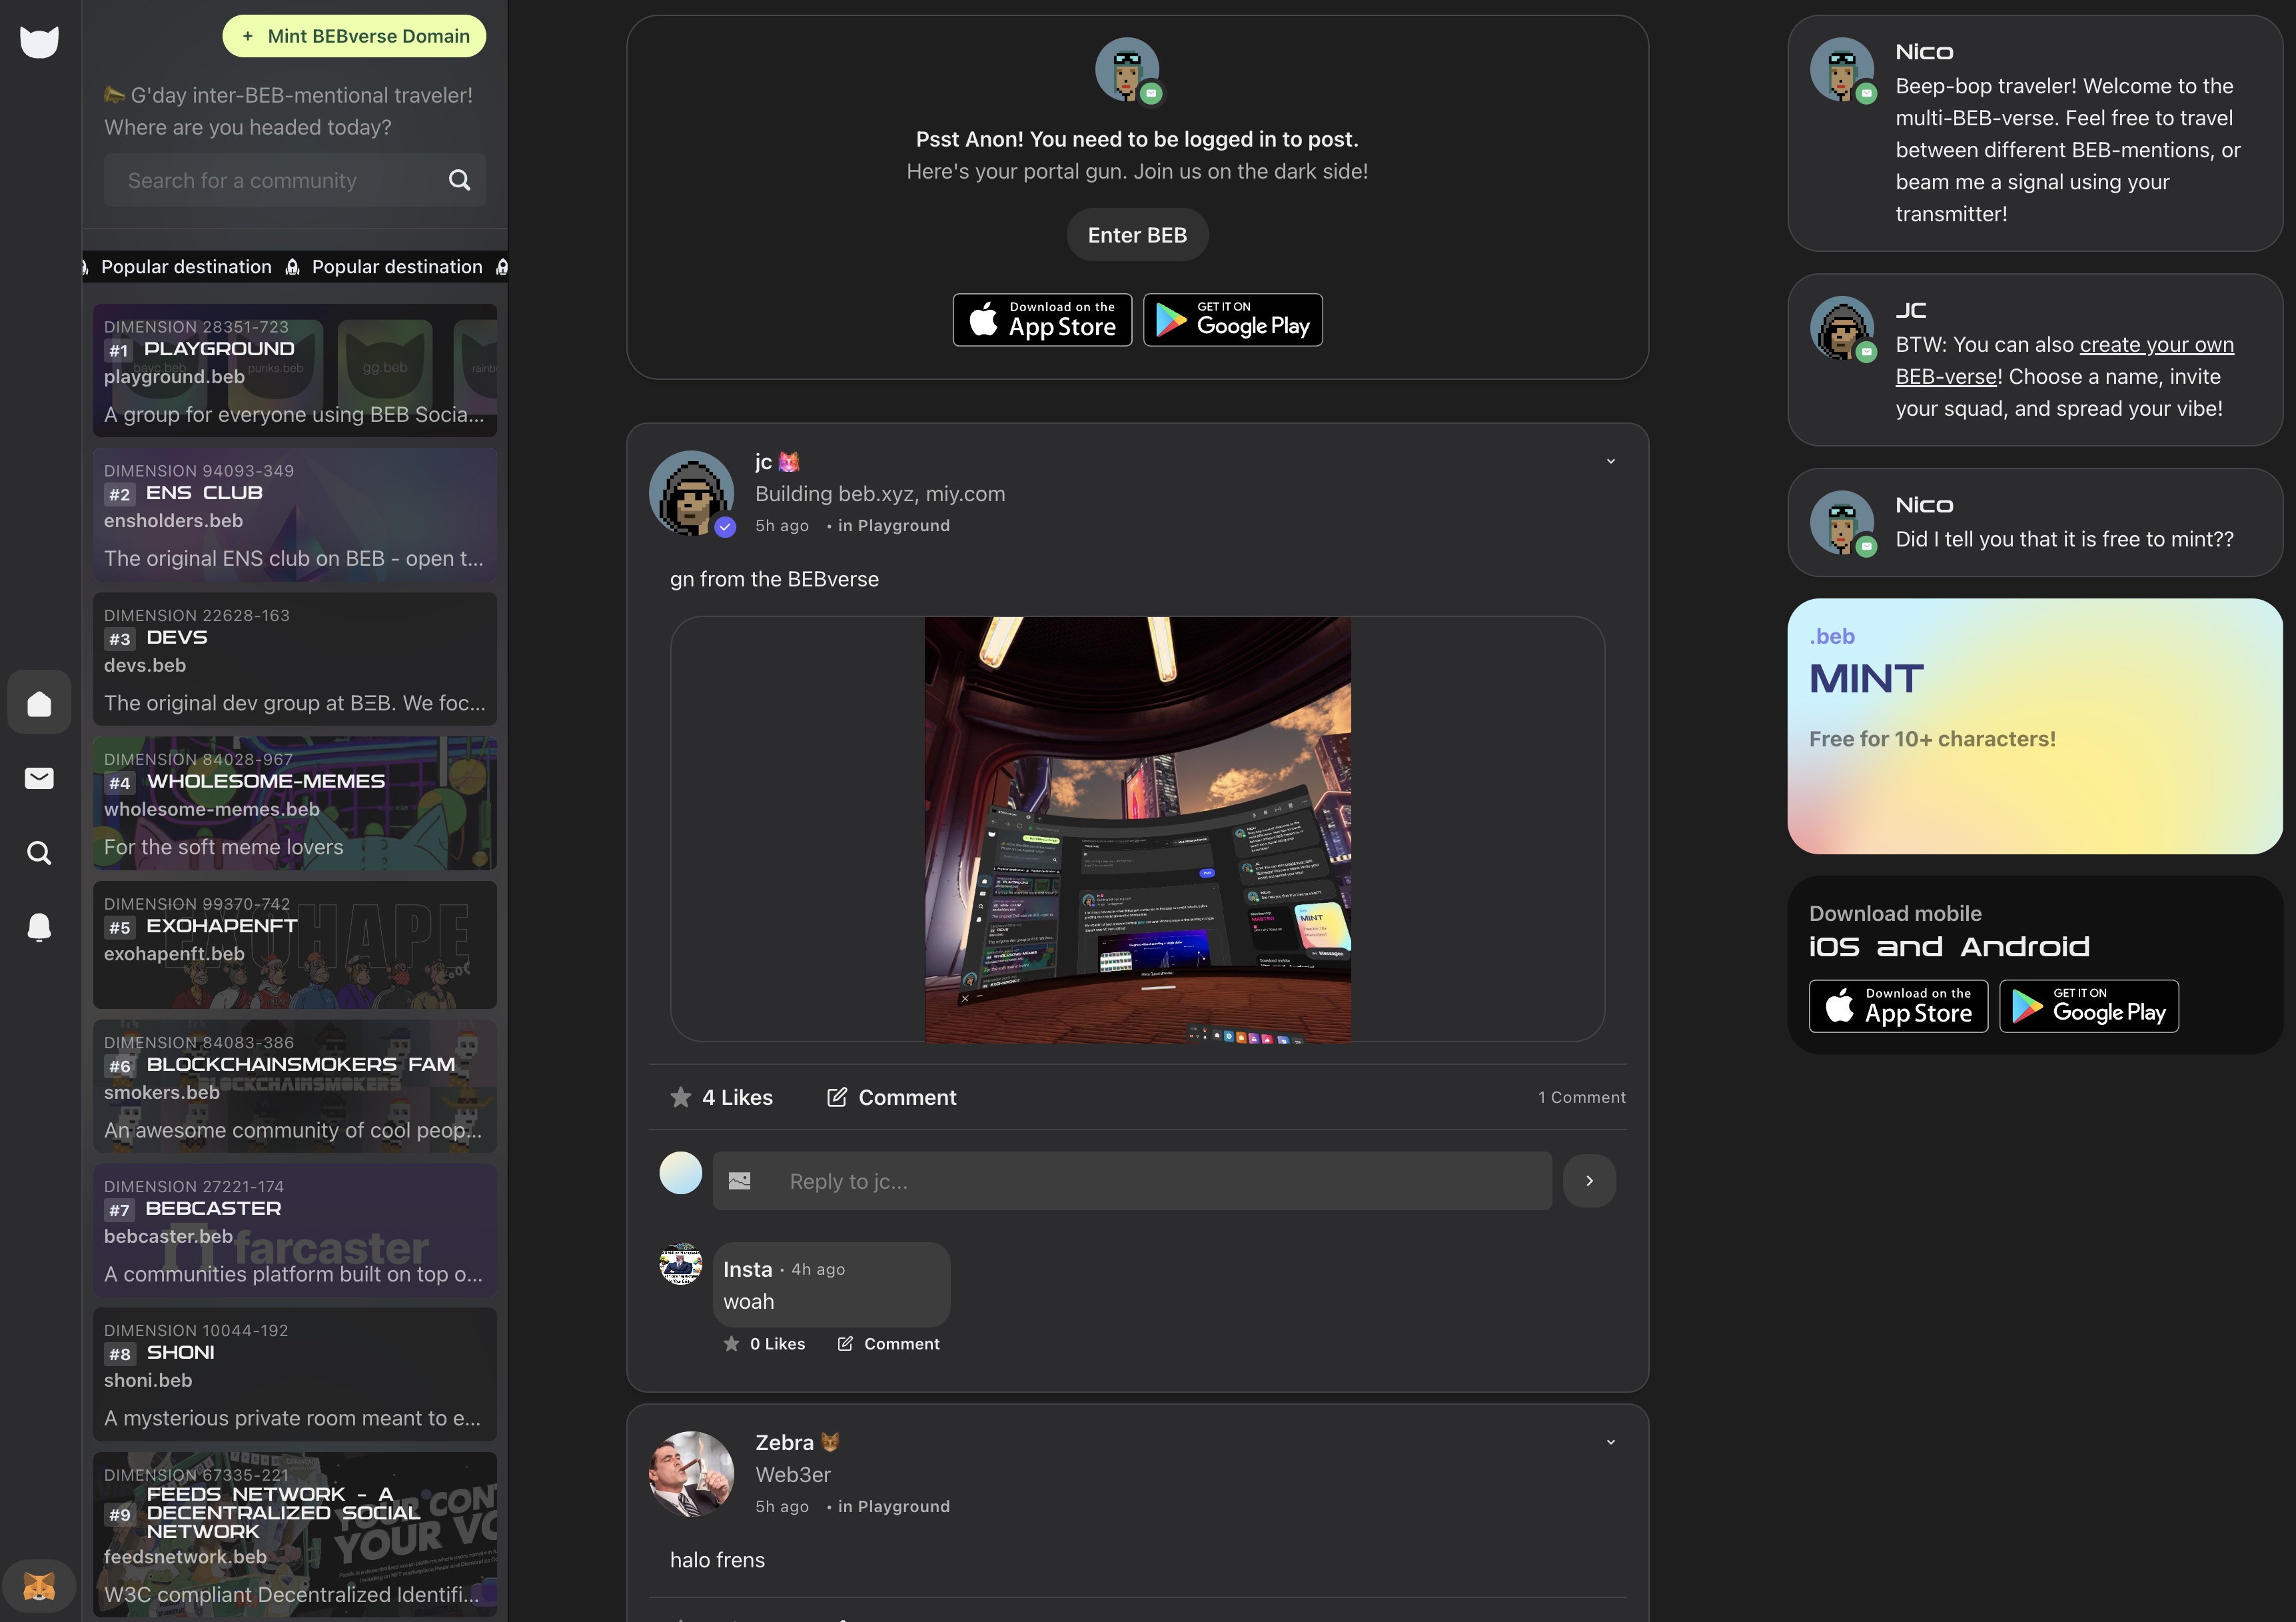 + Mint BEBverse Domain
G'day inter-BEB-mentional traveler!
Where are you headed today?
Search for a community
Popular destination Popular destination
DIMENSION 28351-723
#1 PLAYGROUND
playground.beb
bayc.beb punks.beb gg.beb
A group for everyone using BEB Socia...
DIMENSION 94093-349
#2 ENS CLUB
ensholders.beb
The original ENS club on BEB - open t...
DIMENSION 22628-163
#3 DEVS
devs.beb
The original dev group at BΞB. We foc...
DIMENSION 84028-967
#4 WHOLESOME-MEMES
wholesome-memes.beb
For the soft meme lovers
DIMENSION 99370-742
#5 EXOHAPENFT
exohapenft.beb
EXOHAPE
DIMENSION 84083-386
#6 BLOCKCHAINSMOKERS FAM
BLOCKCHAINSMOKERS
smokers.beb
An awesome community of cool peop...
DIMENSION 27221-174
#7 BEBCASTER
bebcaster.beb
farcaster
A communities platform built on top o...
DIMENSION 10044-192
#8 SHONI
shoni.beb
A mysterious private room meant to e...
DIMENSION 67335-221
#9 FEEDS NETWORK - A
DECENTRALIZED SOCIAL
NETWORK
feedsnetwork.beb
W3C compliant Decentralized Identifi...
Psst Anon! You need to be logged in to post.
Here's your portal gun. Join us on the dark side!
Enter BEB
Download on the
App Store
GET IT ON
Google Play
jc
Building beb.xyz, miy.com
5h ago • in Playground
gn from the BEBverse
MINT
4 Likes Comment 1 Comment
Reply to jc...
Insta · 4h ago
woah
0 Likes Comment
Zebra
Web3er
5h ago • in Playground
halo frens
Nico
Beep-bop traveler! Welcome to the
multi-BEB-verse. Feel free to travel
between different BEB-mentions, or
beam me a signal using your
transmitter!
JC
BTW: You can also create your own
BEB-verse! Choose a name, invite
your squad, and spread your vibe!
Nico
Did I tell you that it is free to mint??
.beb
MINT
Free for 10+ characters!
Download mobile
iOS and Android
Download on the
App Store
GET IT ON
Google Play